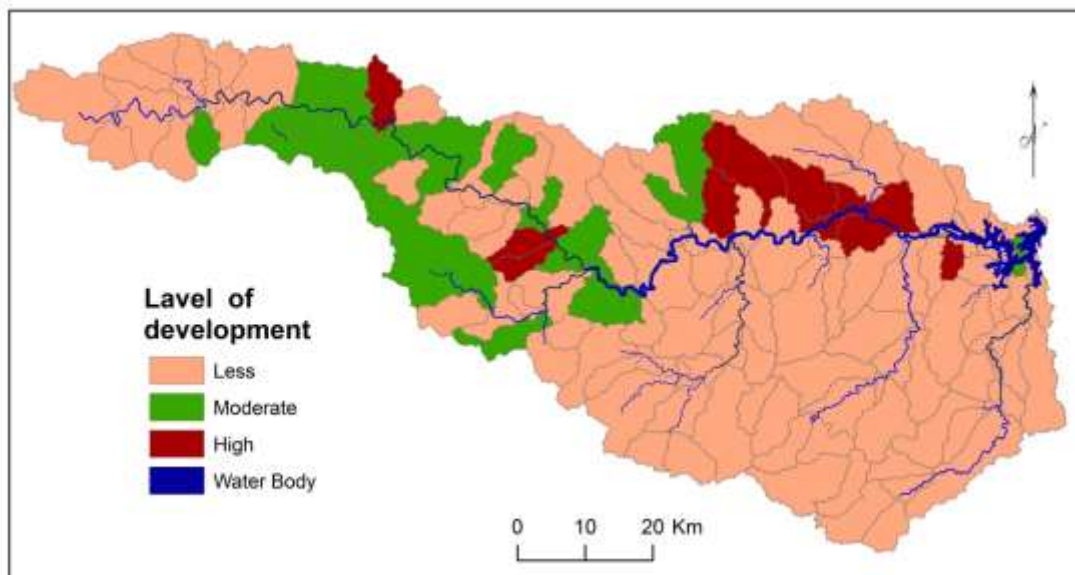 Lavel of
development
Less
Moderate
High
Water Body
0 10 20 Km